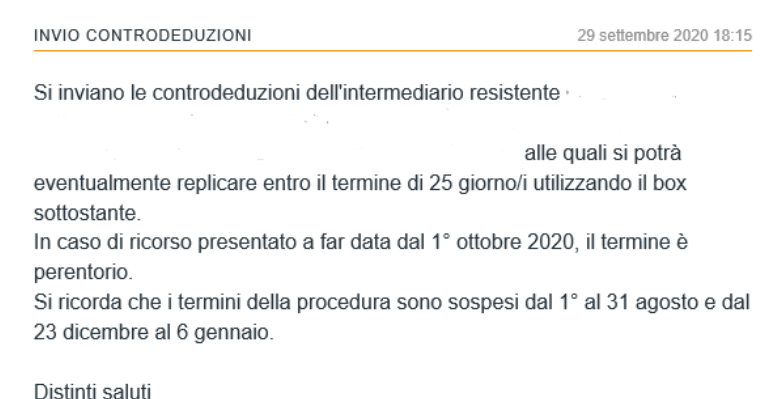 INVIO CONTRODEDUZIONI 29 settembre 2020 18:15
Si inviano le controdeduzioni dell'intermediario resistente
alle quali si potrà
eventualmente replicare entro il termine di 25 giorno/i utilizzando il box
sottostante.
In caso di ricorso presentato a far data dal 1° ottobre 2020, il termine è
perentorio.
Si ricorda che i termini della procedura sono sospesi dal 1° al 31 agosto e dal
23 dicembre al 6 gennaio.
Distinti saluti